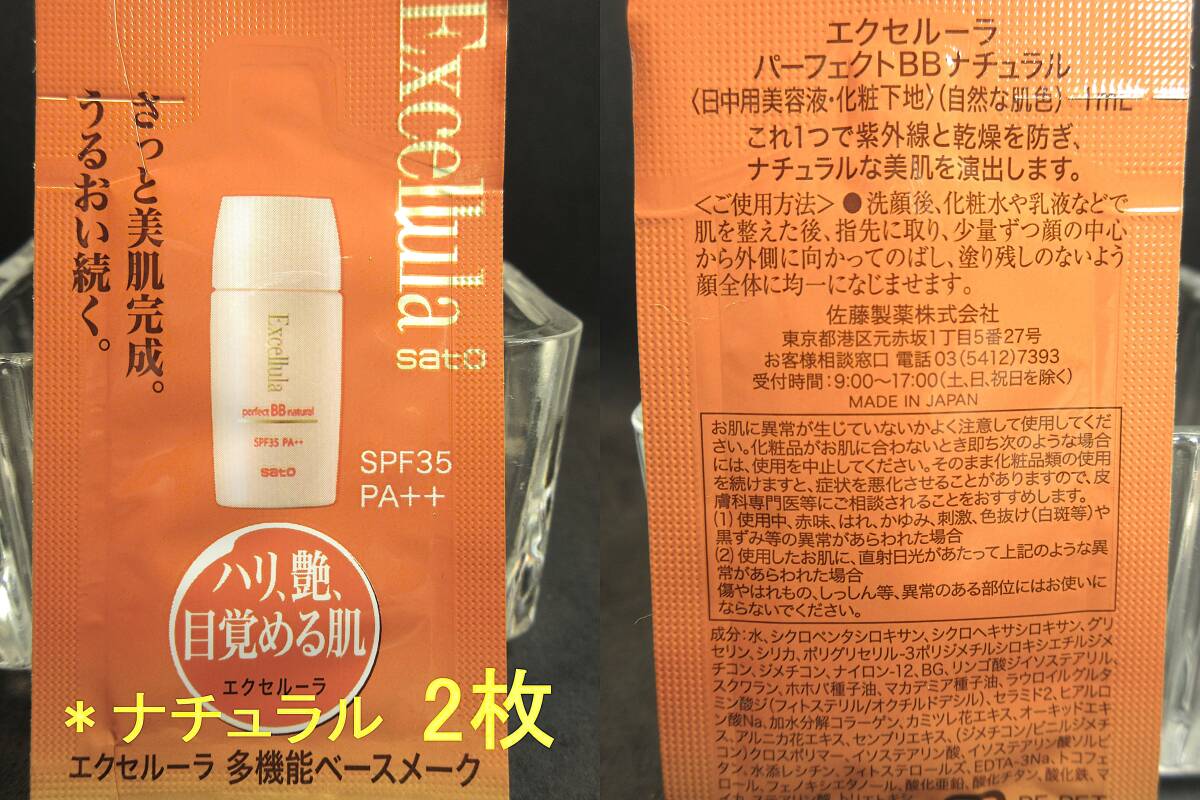 さっと美肌完成。
うるおい続く。
Excellula
sato
Excellula
perfect BB natural
SPF35 PA++
sato
SPF35
PA++
ハリ、艶、
目覚める肌
エクセルーラ
＊ナチュラル 2枚
エクセルーラ 多機能ベースメーク
エクセルーラ
パーフェクトBBナチュラル
〈日中用美容液・化粧下地〉(自然な肌色) 1mL
これ1つで紫外線と乾燥を防ぎ、
ナチュラルな美肌を演出します。
＜ご使用方法＞ ●洗顔後、化粧水や乳液などで
肌を整えた後、指先に取り、少量ずつ顔の中心
から外側に向かってのばし、塗り残しのないよう
顔全体に均一になじませます。
佐藤製薬株式会社
東京都港区元赤坂1丁目5番27号
お客様相談窓口 電話03(5412)7393
受付時間：9:00～17:00(土、日、祝日を除く)
MADE IN JAPAN
お肌に異常が生じていないかよく注意して使用してくだ
さい。化粧品がお肌に合わないとき即ち次のような場合
には、使用を中止してください。そのまま化粧品類の使用
を続けますと、症状を悪化させることがありますので、皮
膚科専門医等にご相談されることをおすすめします。
(1)使用中、赤味、はれ、かゆみ、刺激、色抜け(白斑等)や
黒ずみ等の異常があらわれた場合
(2)使用したお肌に、直射日光があたって上記のような異
常があらわれた場合
傷やはれもの、しっしん等、異常のある部位にはお使いに
ならないでください。
成分：水、シクロペンタシロキサン、シクロヘキサシロキサン、グリ
セリン、シリカ、ポリグリセリル-3ポリジメチルシロキシエチルジメ
チコン、ジメチコン、ナイロン-12、BG、リンゴ酸ジイソステアリル、
スクワラン、ホホバ種子油、マカデミア種子油、ラウロイルグルタ
ミン酸ジ(フィトステリル/オクチルドデシル)、セラミド2、ヒアルロ
ン酸Na、加水分解コラーゲン、カミツレ花エキス、オーキッドエキ
ス、アルニカ花エキス、センブリエキス、(ジメチコン/ビニルジメチ
コン)クロスポリマー、イソステアリン酸、イソステアリン酸ソルビ
タン、水添レシチン、フィトステロールズ、EDTA-3Na、トコフェ
ロール、フェノキシエタノール、酸化亜鉛、酸化チタン、酸化鉄、マ